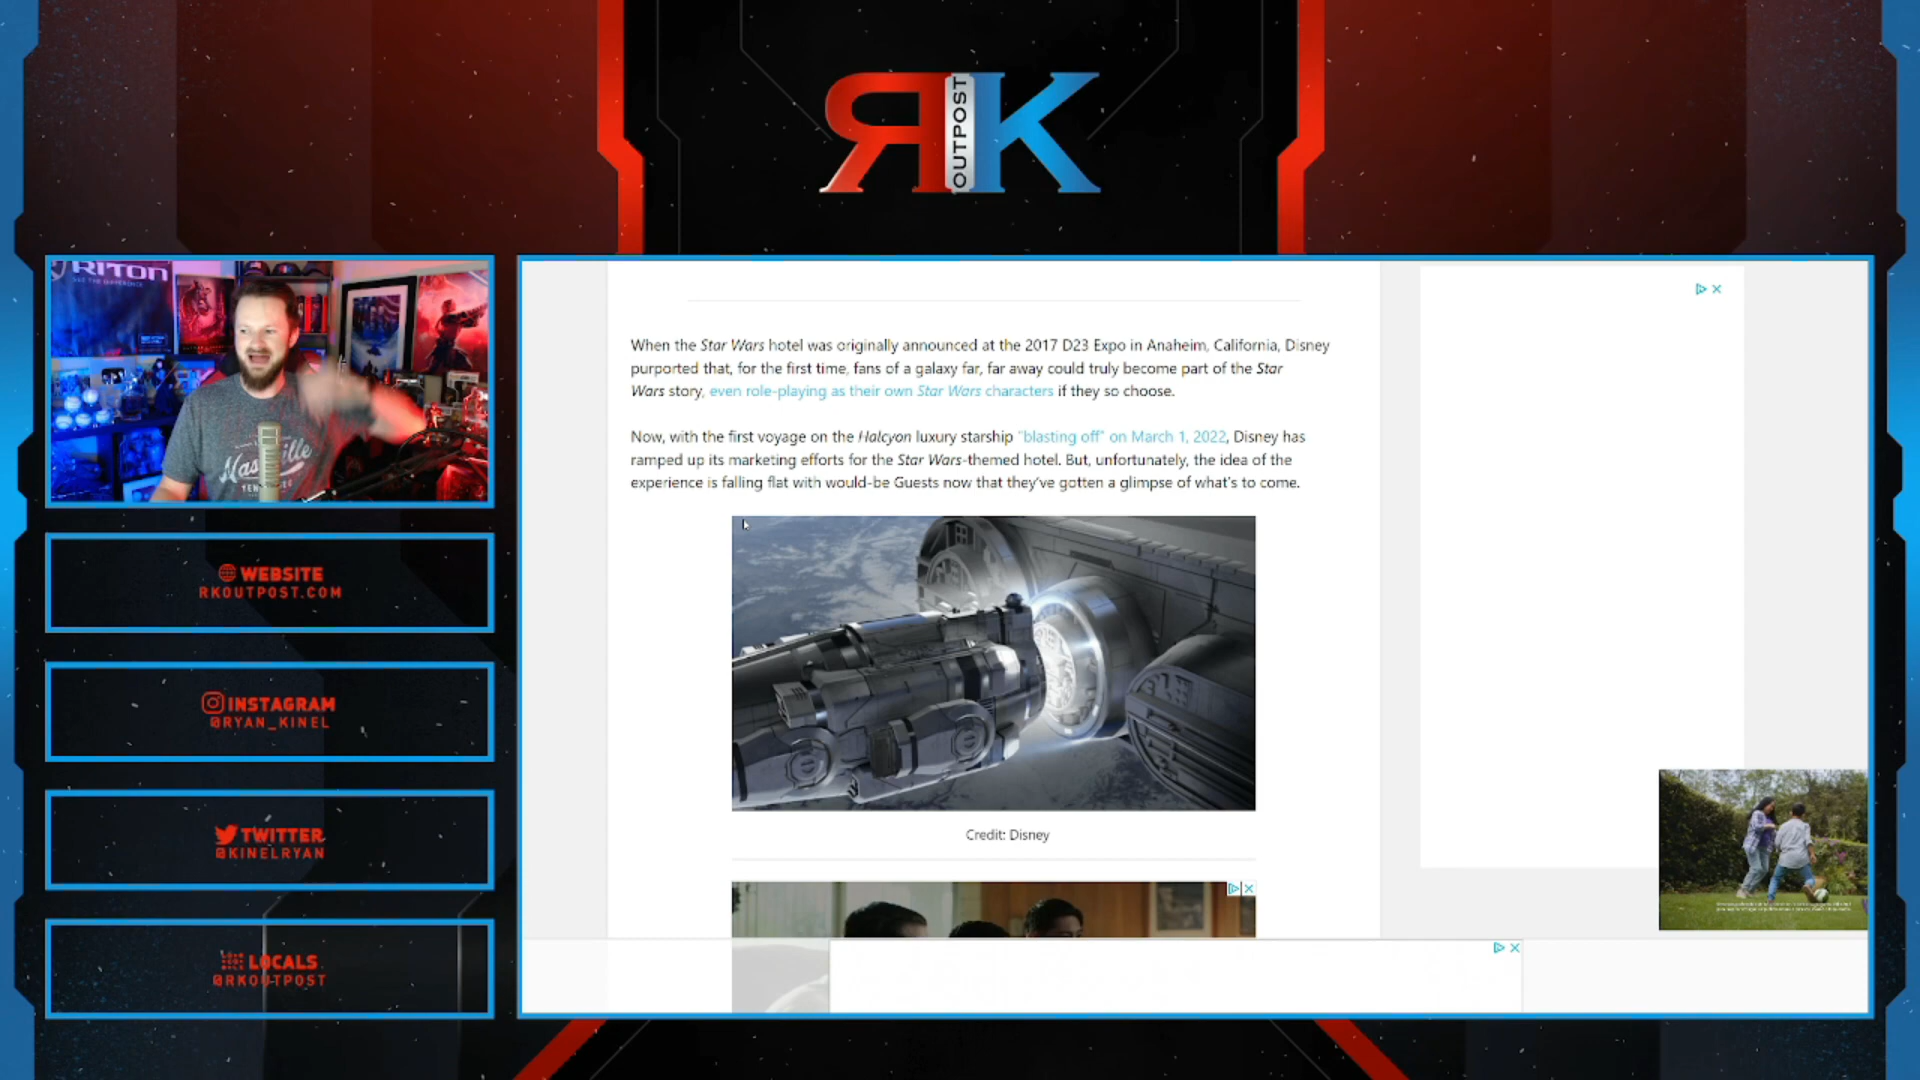 RK
OUTPOST
RITON
When the Star Wars hotel was originally announced at the 2017 D23 Expo in Anaheim, California, Disney
purported that, for the first time, fans of a galaxy far, far away could truly become part of the Star
Wars story, even role-playing as their own Star Wars characters if they so choose.
Now, with the first voyage on the Halcyon luxury starship "blasting off" on March 1, 2022, Disney has
ramped up its marketing efforts for the Star Wars-themed hotel. But, unfortunately, the idea of the
experience is falling flat with would-be Guests now that they've gotten a glimpse of what's to come.
Credit: Disney
Nashville
WEBSITE
RKOUTPOST.COM
INSTAGRAM
@RYAN_KINEL
TWITTER
@KINELRYAN
LOCALS
@RKOUTPOST